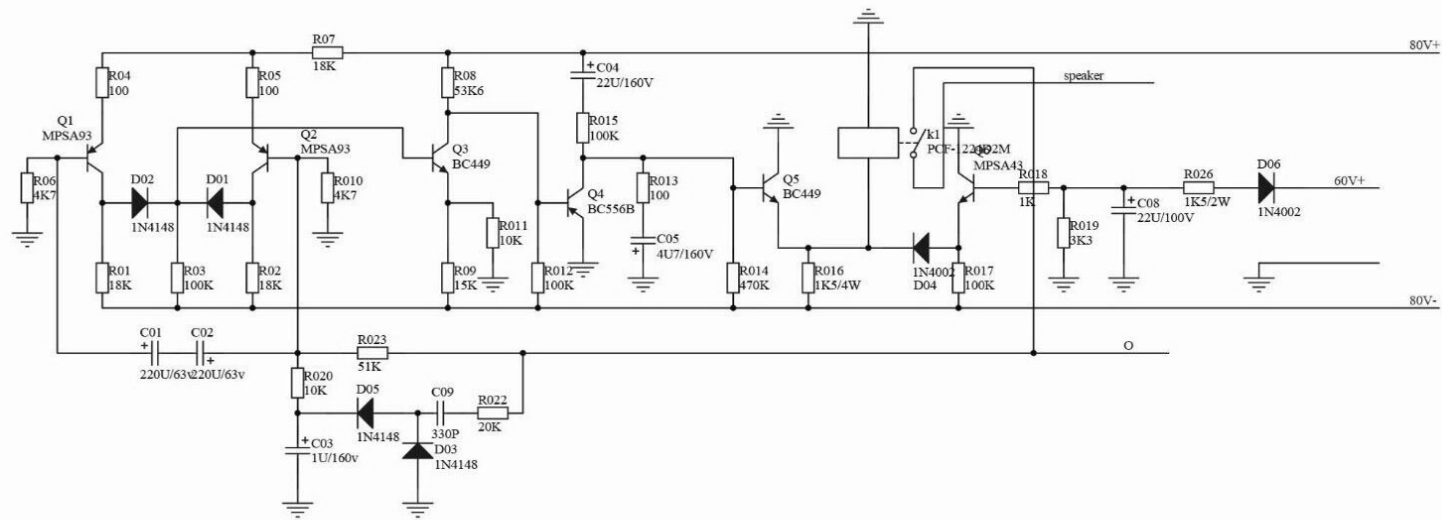 R07
18K
80V+
R04
100
R05
100
R08
53K6
C04
22U/160V
speaker
Q1
MPSA93
Q2
MPSA93
R015
100K
Q3
BC449
k1
PCF-1224D2M
Q6
MPSA43
R06
4K7
D02
1N4148
D01
1N4148
R010
4K7
Q4
BC556B
R013
100
Q5
BC449
R018
1K
R026
1K5/2W
D06
1N4002
60V+
C08
22U/100V
R011
10K
C05
4U7/160V
R019
3K3
R01
18K
R03
100K
R02
18K
R09
15K
R012
100K
R014
470K
R016
1K5/4W
1N4002
D04
R017
100K
80V-
C01
220U/63v
C02
220U/63v
R023
51K
O
R020
10K
D05
1N4148
C09
330P
R022
20K
C03
1U/160v
D03
1N4148